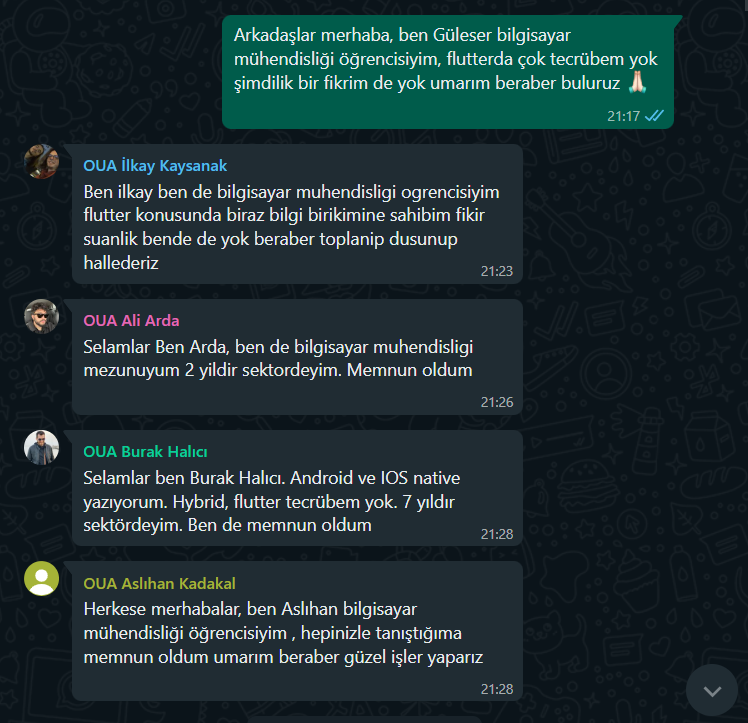 Arkadaşlar merhaba, ben Güleser bilgisayar
mühendisliği öğrencisiyim, flutterda çok tecrübem yok
şimdilik bir fikrim de yok umarım beraber buluruz 🙏🏻
21:17
OUA İlkay Kaysanak
Ben ilkay ben de bilgisayar muhendisligi ogrencisiyim
flutter konusunda biraz bilgi birikimine sahibim fikir
suanlik bende de yok beraber toplanip dusunup
hallederiz
21:23
OUA Ali Arda
Selamlar Ben Arda, ben de bilgisayar muhendisligi
mezunuyum 2 yildir sektordeyim. Memnun oldum
21:26
OUA Burak Halıcı
Selamlar ben Burak Halıcı. Android ve IOS native
yazıyorum. Hybrid, flutter tecrübem yok. 7 yıldır
sektördeyim. Ben de memnun oldum
21:28
OUA Aslıhan Kadakal
Herkese merhabalar, ben Aslıhan bilgisayar
mühendisliği öğrencisiyim , hepinizle tanıştığıma
memnun oldum umarım beraber güzel işler yaparız
21:28